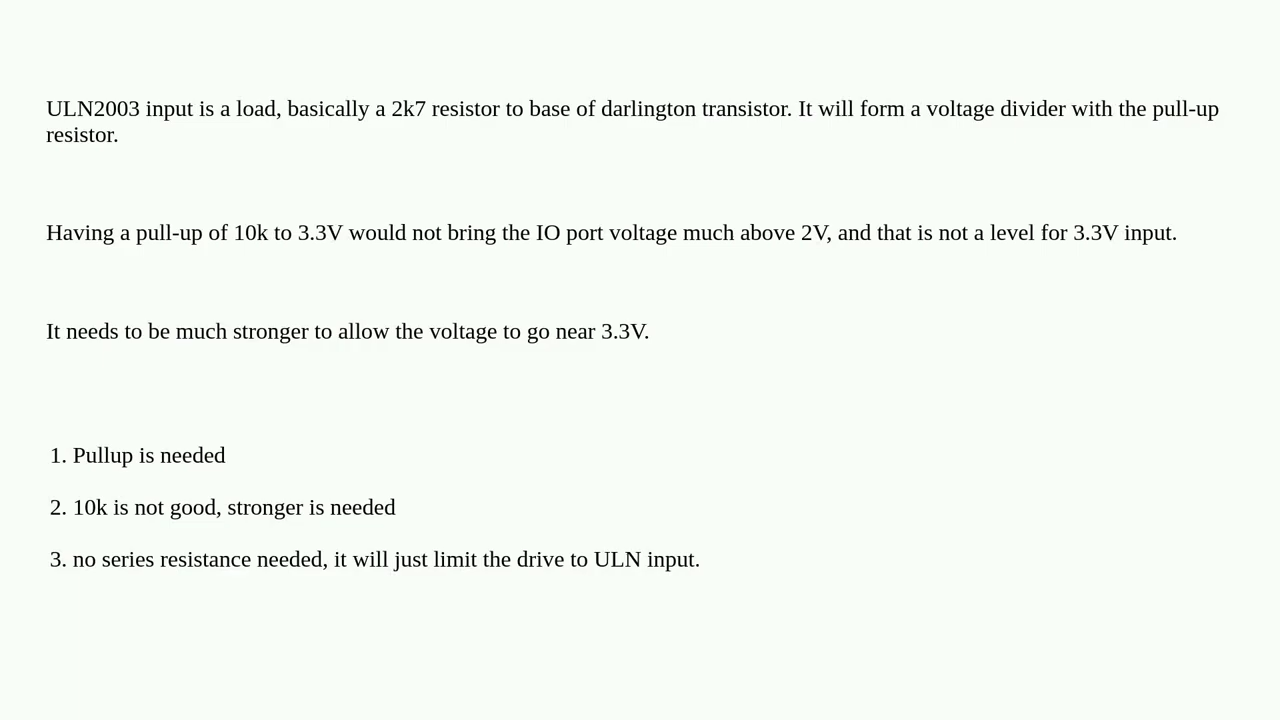 ULN2003 input is a load, basically a 2k7 resistor to base of darlington transistor. It will form a voltage divider with the pull-up
resistor.
Having a pull-up of 10k to 3.3V would not bring the IO port voltage much above 2V, and that is not a level for 3.3V input.
It needs to be much stronger to allow the voltage to go near 3.3V.
1. Pullup is needed
2. 10k is not good, stronger is needed
3. no series resistance needed, it will just limit the drive to ULN input.